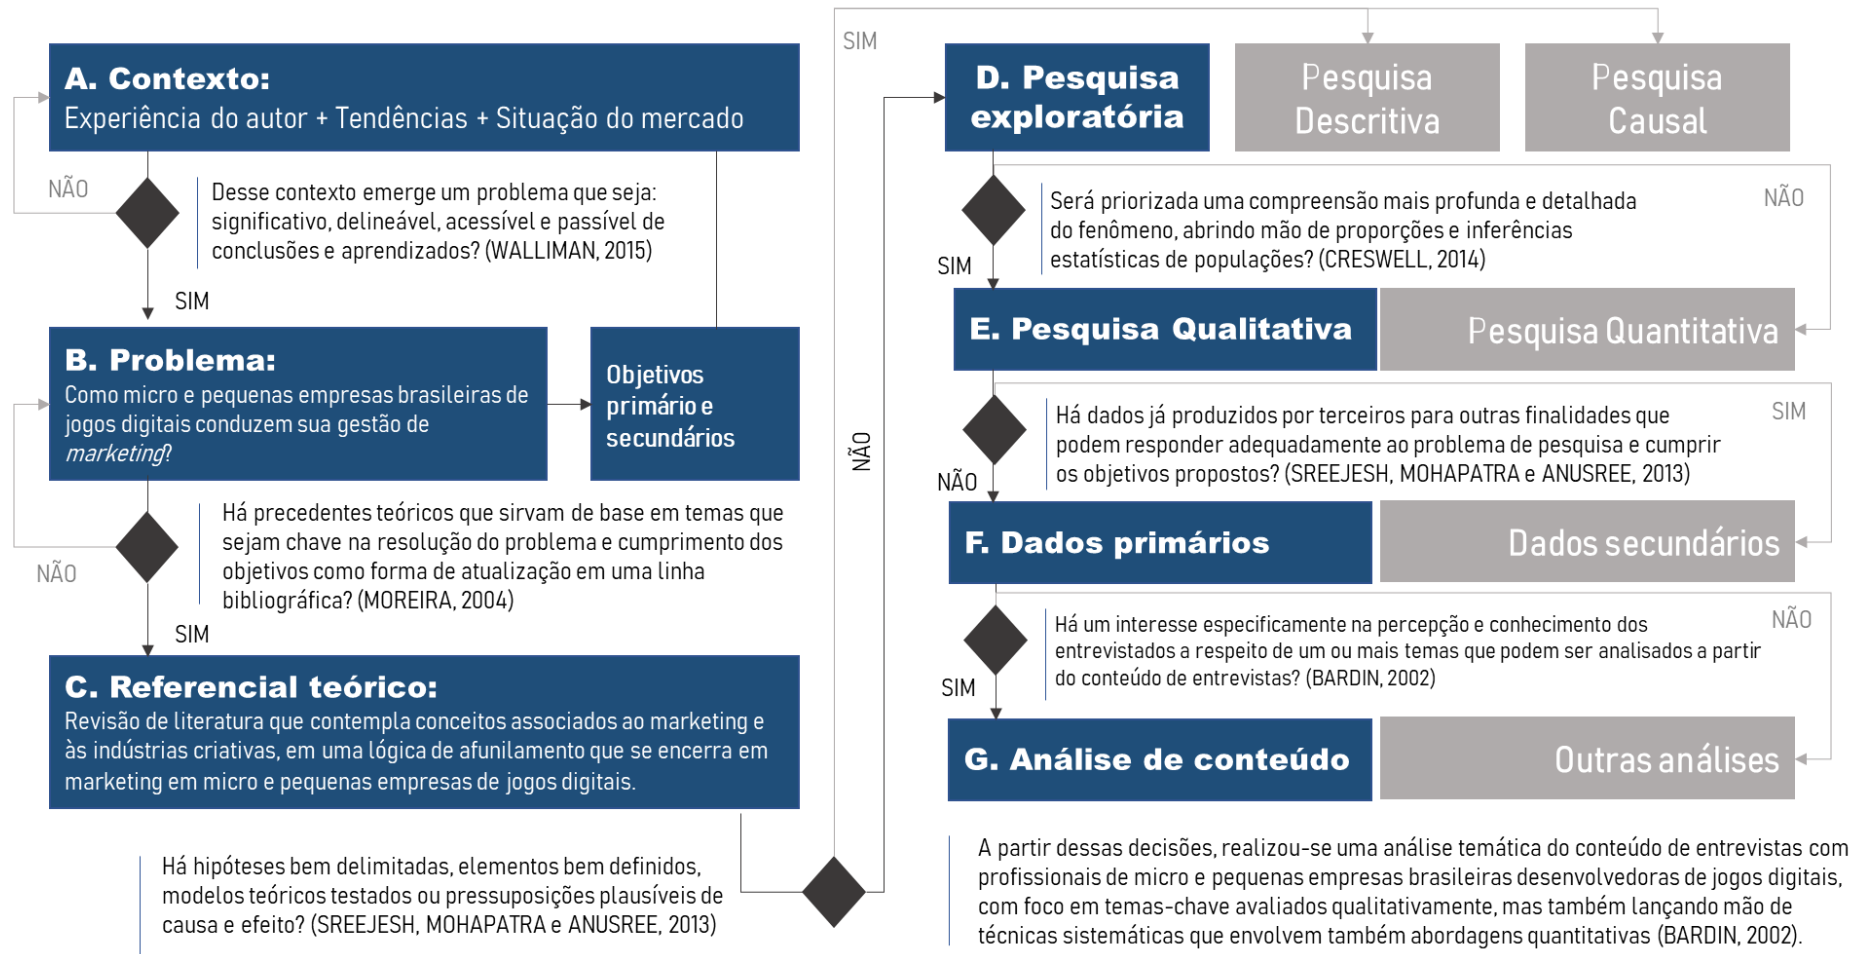 A. Contexto:
Experiência do autor + Tendências + Situação do mercado
NÃO
Desse contexto emerge um problema que seja:
significativo, delineável, acessível e passível de
conclusões e aprendizados? (WALLIMAN, 2015)
SIM
B. Problema:
Como micro e pequenas empresas brasileiras de
jogos digitais conduzem sua gestão de
marketing?
Objetivos
primário e
secundários
Há precedentes teóricos que sirvam de base em temas que
sejam chave na resolução do problema e cumprimento dos
objetivos como forma de atualização em uma linha
bibliográfica? (MOREIRA, 2004)
NÃO
SIM
C. Referencial teórico:
Revisão de literatura que contempla conceitos associados ao marketing e
às indústrias criativas, em uma lógica de afunilamento que se encerra em
marketing em micro e pequenas empresas de jogos digitais.
Há hipóteses bem delimitadas, elementos bem definidos,
modelos teóricos testados ou pressuposições plausíveis de
causa e efeito? (SREEJESH, MOHAPATRA e ANUSREE, 2013)
SIM
NÃO
D. Pesquisa
exploratória
Pesquisa
Descritiva
Pesquisa
Causal
Será priorizada uma compreensão mais profunda e detalhada
do fenômeno, abrindo mão de proporções e inferências
estatísticas de populações? (CRESWELL, 2014)
NÃO
SIM
E. Pesquisa Qualitativa
Pesquisa Quantitativa
Há dados já produzidos por terceiros para outras finalidades que
podem responder adequadamente ao problema de pesquisa e cumprir
os objetivos propostos? (SREEJESH, MOHAPATRA e ANUSREE, 2013)
SIM
NÃO
F. Dados primários
Dados secundários
Há um interesse especificamente na percepção e conhecimento dos
entrevistados a respeito de um ou mais temas que podem ser analisados a partir
do conteúdo de entrevistas? (BARDIN, 2002)
NÃO
SIM
G. Análise de conteúdo
Outras análises
A partir dessas decisões, realizou-se uma análise temática do conteúdo de entrevistas com
profissionais de micro e pequenas empresas brasileiras desenvolvedoras de jogos digitais,
com foco em temas-chave avaliados qualitativamente, mas também lançando mão de
técnicas sistemáticas que envolvem também abordagens quantitativas (BARDIN, 2002).